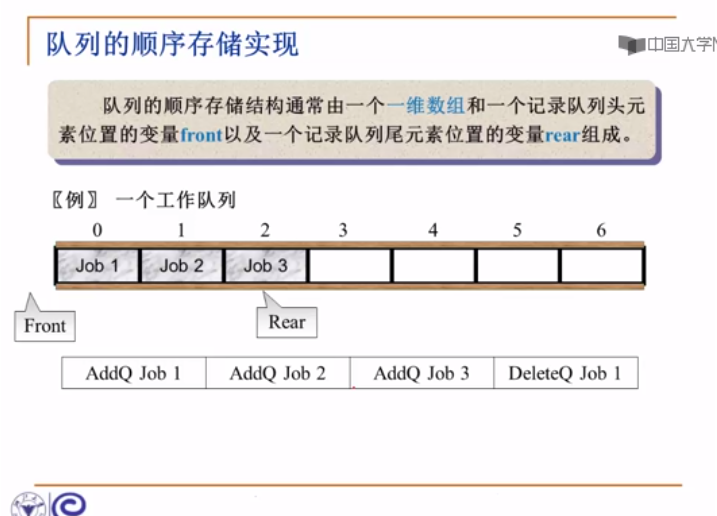 队列的顺序存储实现
中国大学M
队列的顺序存储结构通常由一个一维数组和一个记录队列头元
素位置的变量front以及一个记录队列尾元素位置的变量rear组成。
〖例〗 一个工作队列
0 1 2 3 4 5 6
Job 1 Job 2 Job 3
Front
Rear
AddQ Job 1 AddQ Job 2 AddQ Job 3 DeleteQ Job 1